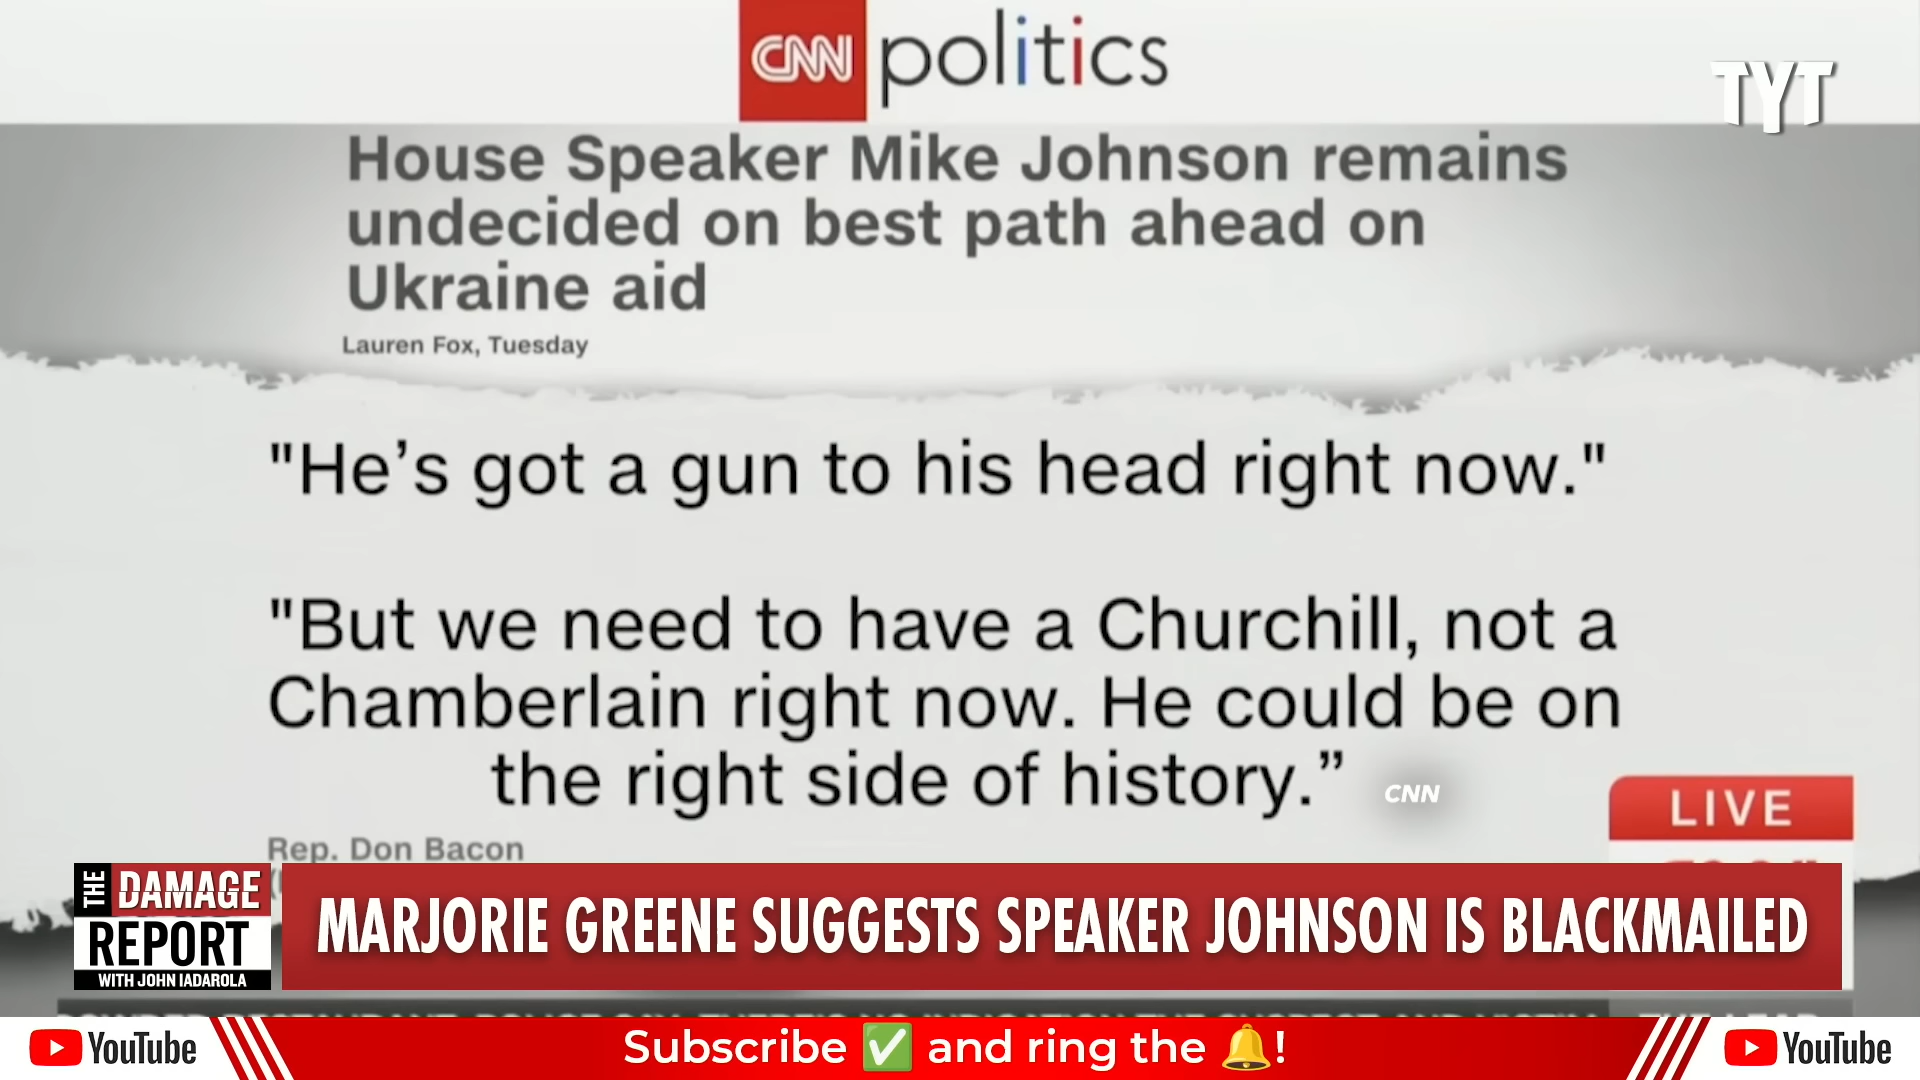 CNN politics
TYT
House Speaker Mike Johnson remains
undecided on best path ahead on
Ukraine aid
Lauren Fox, Tuesday
"He’s got a gun to his head right now."
"But we need to have a Churchill, not a
Chamberlain right now. He could be on
the right side of history.”
CNN
LIVE
Rep. Don Bacon
THE DAMAGE
REPORT
WITH JOHN IADAROLA
MARJORIE GREENE SUGGESTS SPEAKER JOHNSON IS BLACKMAILED
YouTube
Subscribe ✅ and ring the 🔔!
YouTube